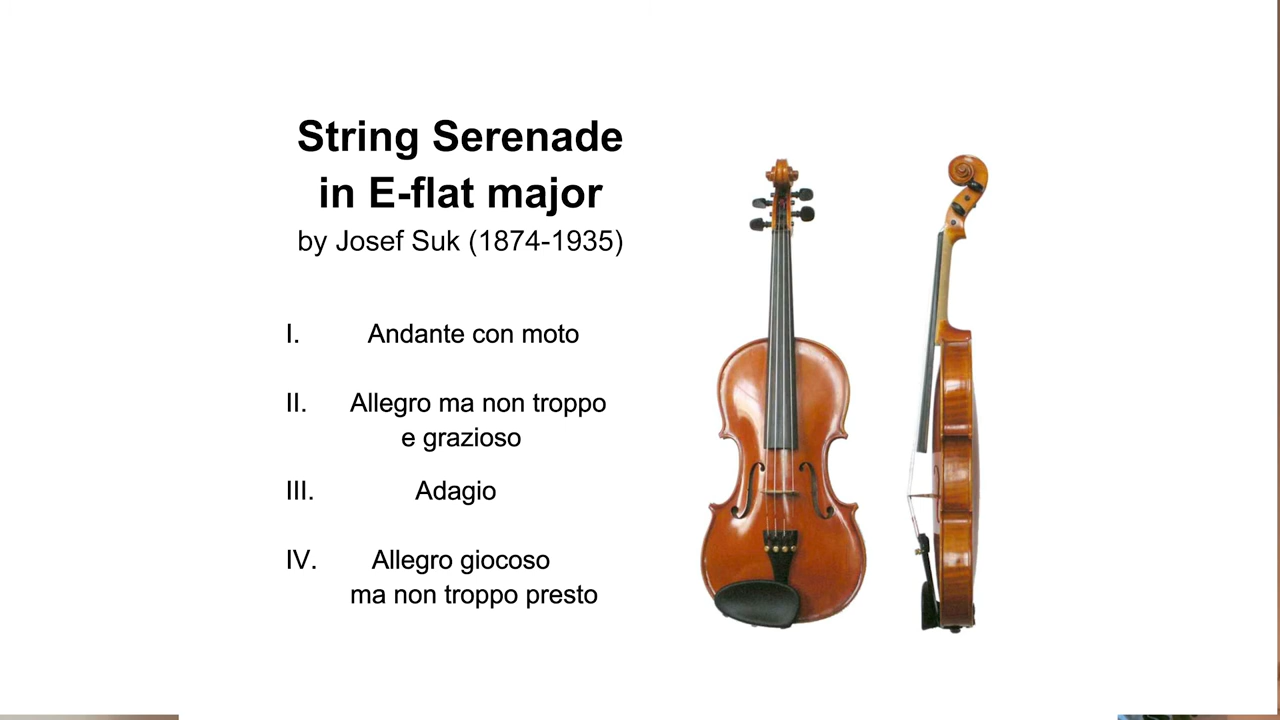 String Serenade
in E-flat major
by Josef Suk (1874-1935)
I. Andante con moto
II. Allegro ma non troppo
e grazioso
III. Adagio
IV. Allegro giocoso
ma non troppo presto